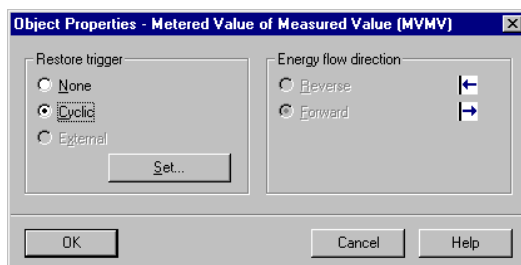 Object Properties - Metered Value of Measured Value (MVMV)
Restore trigger
None
Cyclic
External
Set...
Energy flow direction
Reverse
Forward
OK
Cancel
Help